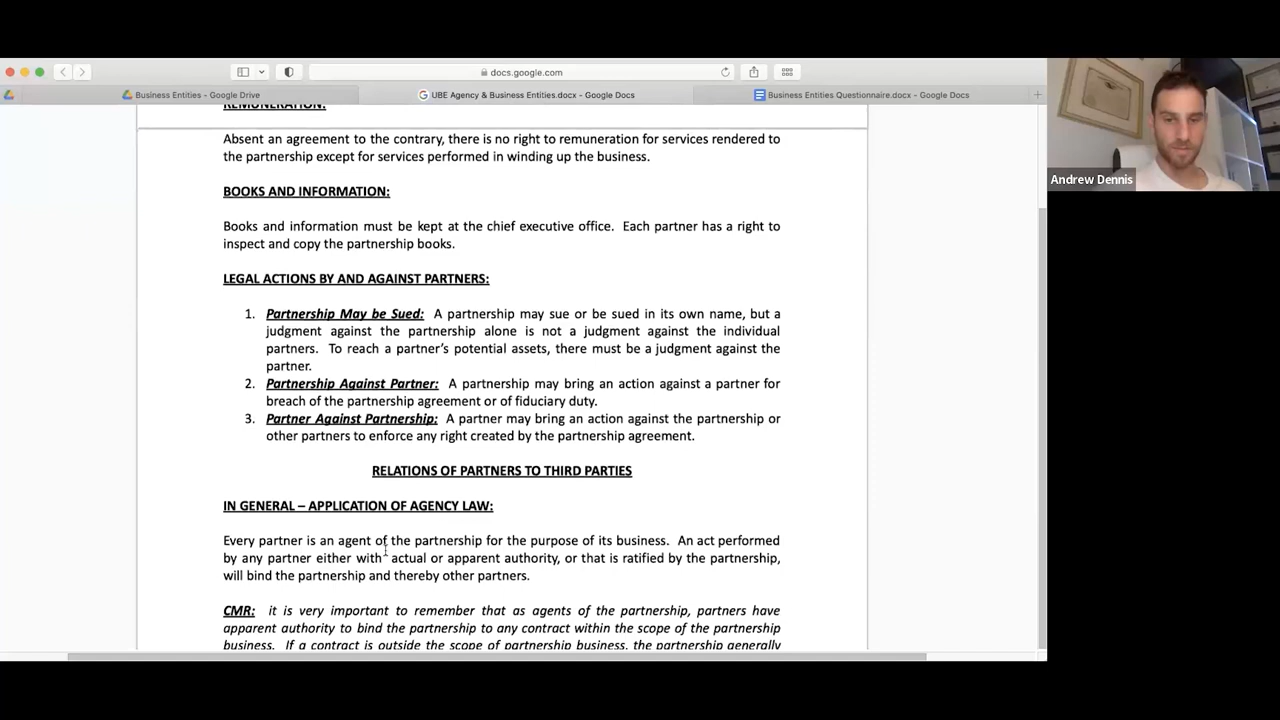 docs.google.com
Business Entities - Google Drive
UBE Agency & Business Entities.docx - Google Docs
Business Entities Questionnaire.docx - Google Docs
REMUNERATION:
Absent an agreement to the contrary, there is no right to remuneration for services rendered to
the partnership except for services performed in winding up the business.
BOOKS AND INFORMATION:
Books and information must be kept at the chief executive office. Each partner has a right to
inspect and copy the partnership books.
LEGAL ACTIONS BY AND AGAINST PARTNERS:
1. Partnership May be Sued: A partnership may sue or be sued in its own name, but a
judgment against the partnership alone is not a judgment against the individual
partners. To reach a partner's potential assets, there must be a judgment against the
partner.
2. Partnership Against Partner: A partnership may bring an action against a partner for
breach of the partnership agreement or of fiduciary duty.
3. Partner Against Partnership: A partner may bring an action against the partnership or
other partners to enforce any right created by the partnership agreement.
RELATIONS OF PARTNERS TO THIRD PARTIES
IN GENERAL – APPLICATION OF AGENCY LAW:
Every partner is an agent of the partnership for the purpose of its business. An act performed
by any partner either with actual or apparent authority, or that is ratified by the partnership,
will bind the partnership and thereby other partners.
CMR: it is very important to remember that as agents of the partnership, partners have
apparent authority to bind the partnership to any contract within the scope of the partnership
business. If a contract is outside the scope of partnership business, the partnership generally
Andrew Dennis